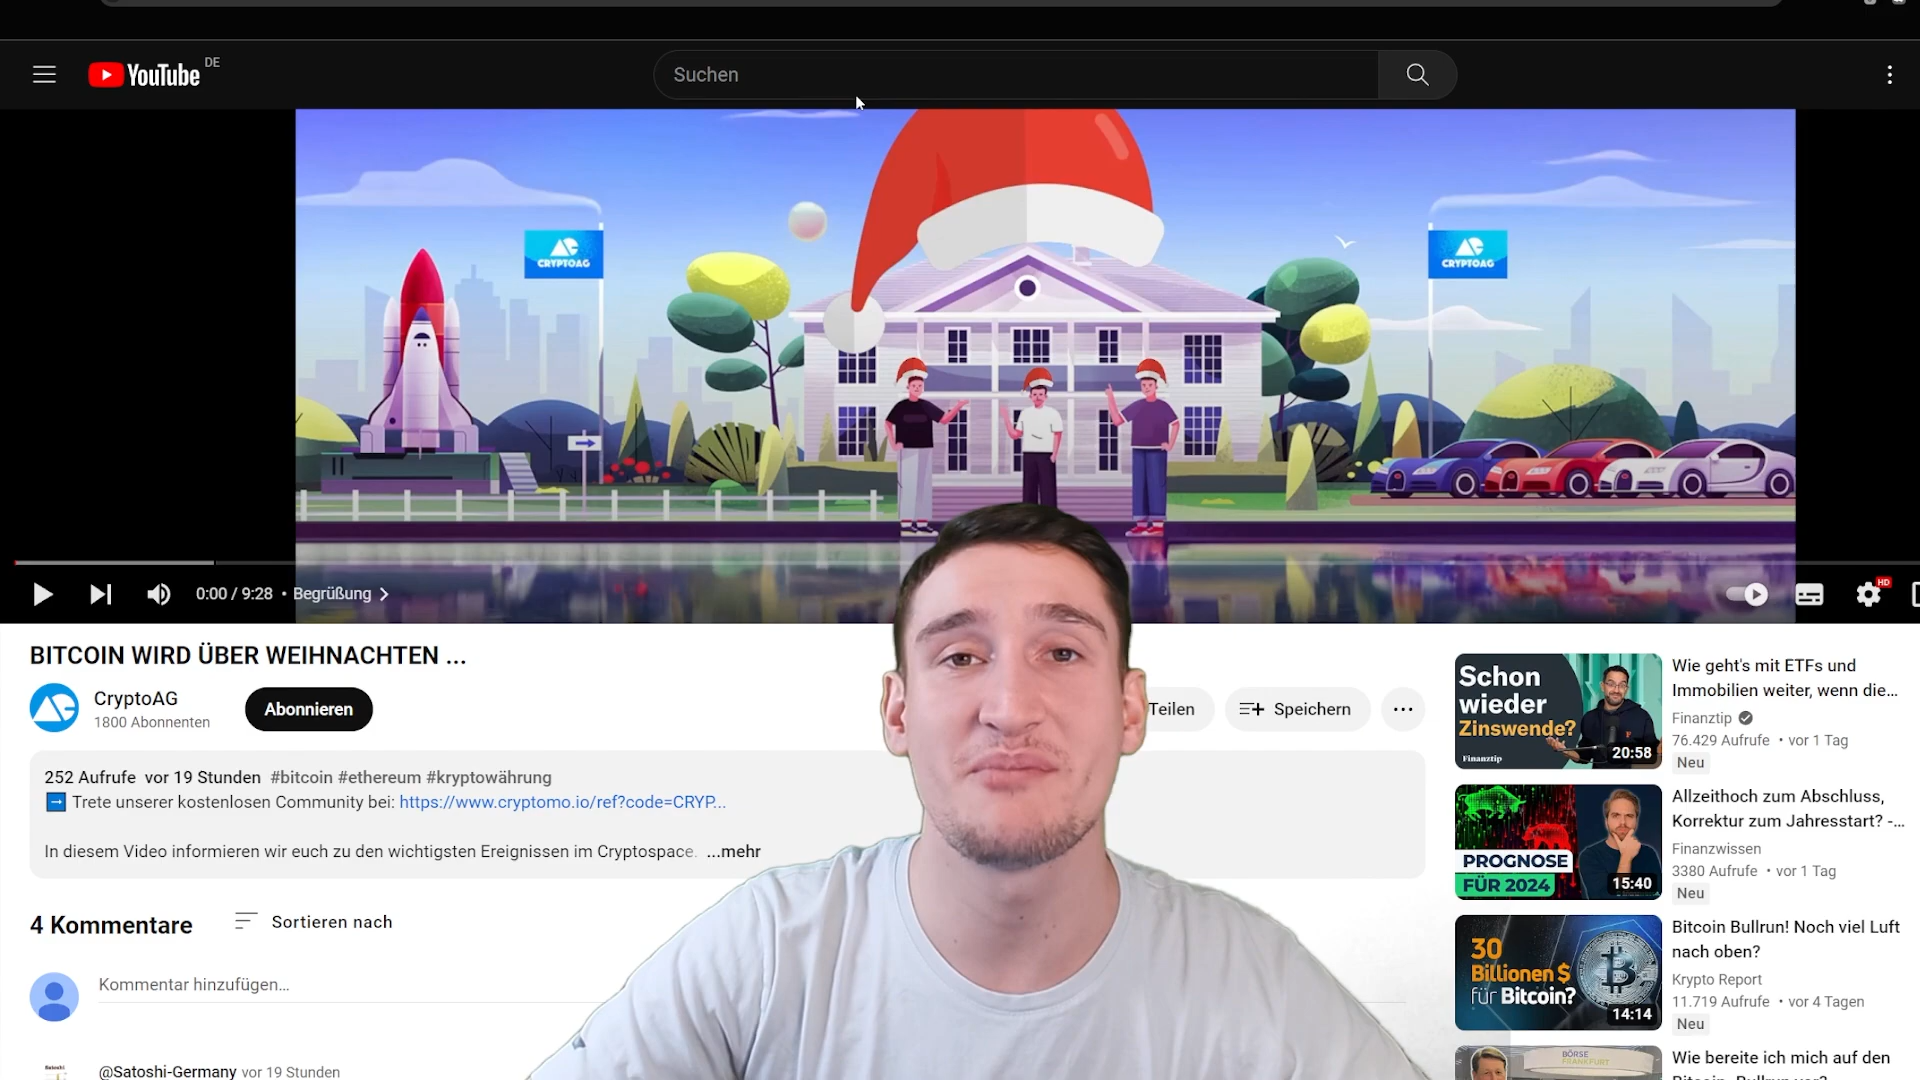 YouTube DE
Suchen
CRYPTOAG
CRYPTOAG
0:00 / 9:28 • Begrüßung
HD
BITCOIN WIRD ÜBER WEIHNACHTEN ...
CryptoAG
1800 Abonnenten
Abonnieren
Teilen
Speichern
252 Aufrufe vor 19 Stunden #bitcoin #ethereum #kryptowährung
Trete unserer kostenlosen Community bei: https://www.cryptomo.io/ref?code=CRYP...
In diesem Video informieren wir euch zu den wichtigsten Ereignissen im Cryptospace. ...mehr
4 Kommentare
Sortieren nach
Kommentar hinzufügen...
@Satoshi-Germany vor 19 Stunden
Schon
wieder
Zinswende?
Finanztip
20:58
Wie geht's mit ETFs und
Immobilien weiter, wenn die...
Finanztip
76.429 Aufrufe • vor 1 Tag
Neu
PROGNOSE
FÜR 2024
15:40
Allzeithoch zum Abschluss,
Korrektur zum Jahresstart? -...
Finanzwissen
3380 Aufrufe • vor 1 Tag
Neu
30
Billionen $
für Bitcoin?
14:14
Bitcoin Bullrun! Noch viel Luft
nach oben?
Krypto Report
11.719 Aufrufe • vor 4 Tagen
Neu
BÖRSE
FRANKFURT
Wie bereite ich mich auf den